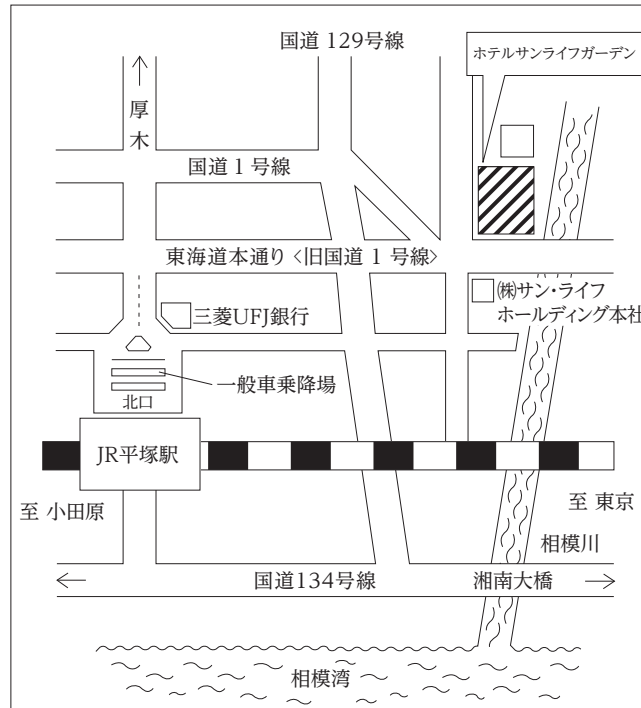 国道 129号線
ホテルサンライフガーデン
厚木
国道 1 号線
東海道本通り〈旧国道 1 号線〉
㈱サン・ライフ
ホールディング本社
三菱UFJ銀行
一般車乗降場
北口
JR平塚駅
至 小田原
至 東京
相模川
国道134号線
湘南大橋
相模湾